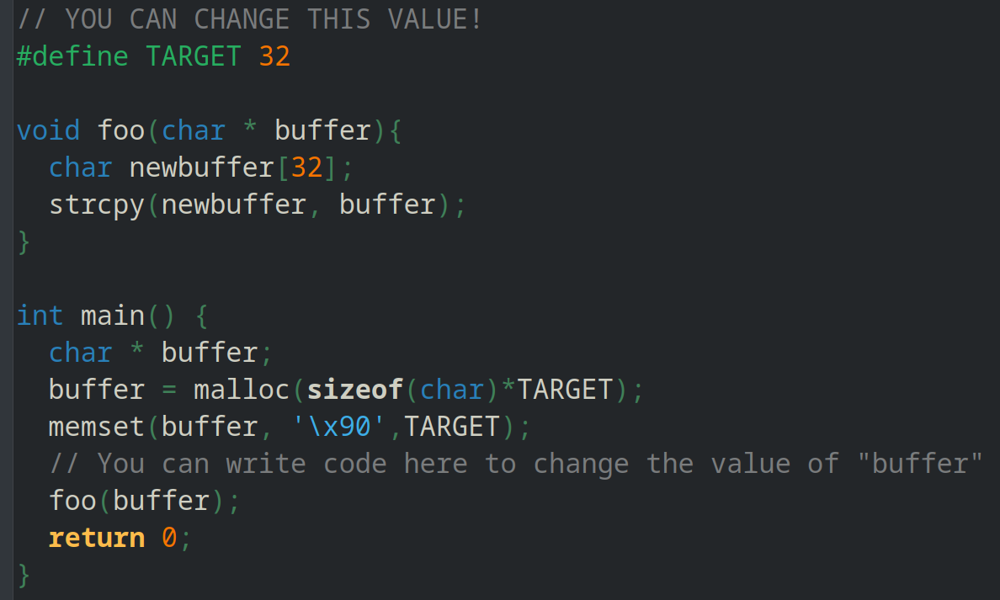 // YOU CAN CHANGE THIS VALUE!
#define TARGET 32

void foo(char * buffer){
  char newbuffer[32];
  strcpy(newbuffer, buffer);
}

int main() {
  char * buffer;
  buffer = malloc(sizeof(char)*TARGET);
  memset(buffer, '\x90',TARGET);
  // You can write code here to change the value of "buffer"
  foo(buffer);
  return 0;
}